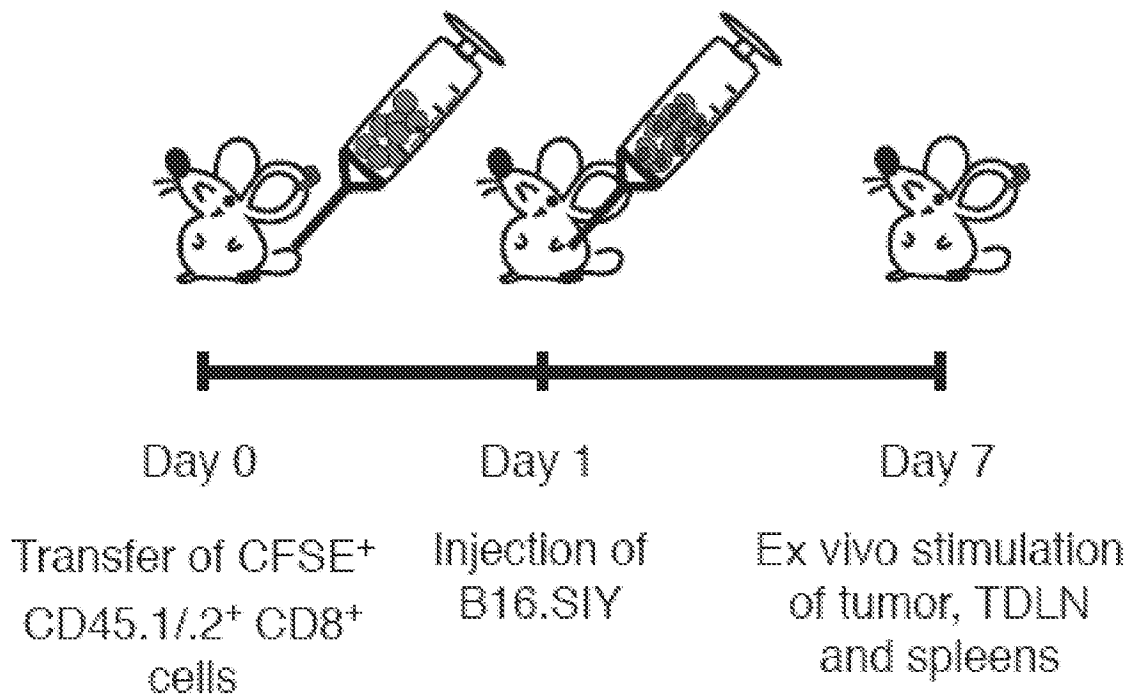 Day 0
Transfer of CFSE⁺
CD45.1/.2⁺ CD8⁺
cells
Day 1
Injection of
B16.SIY
Day 7
Ex vivo stimulation
of tumor, TDLN
and spleens